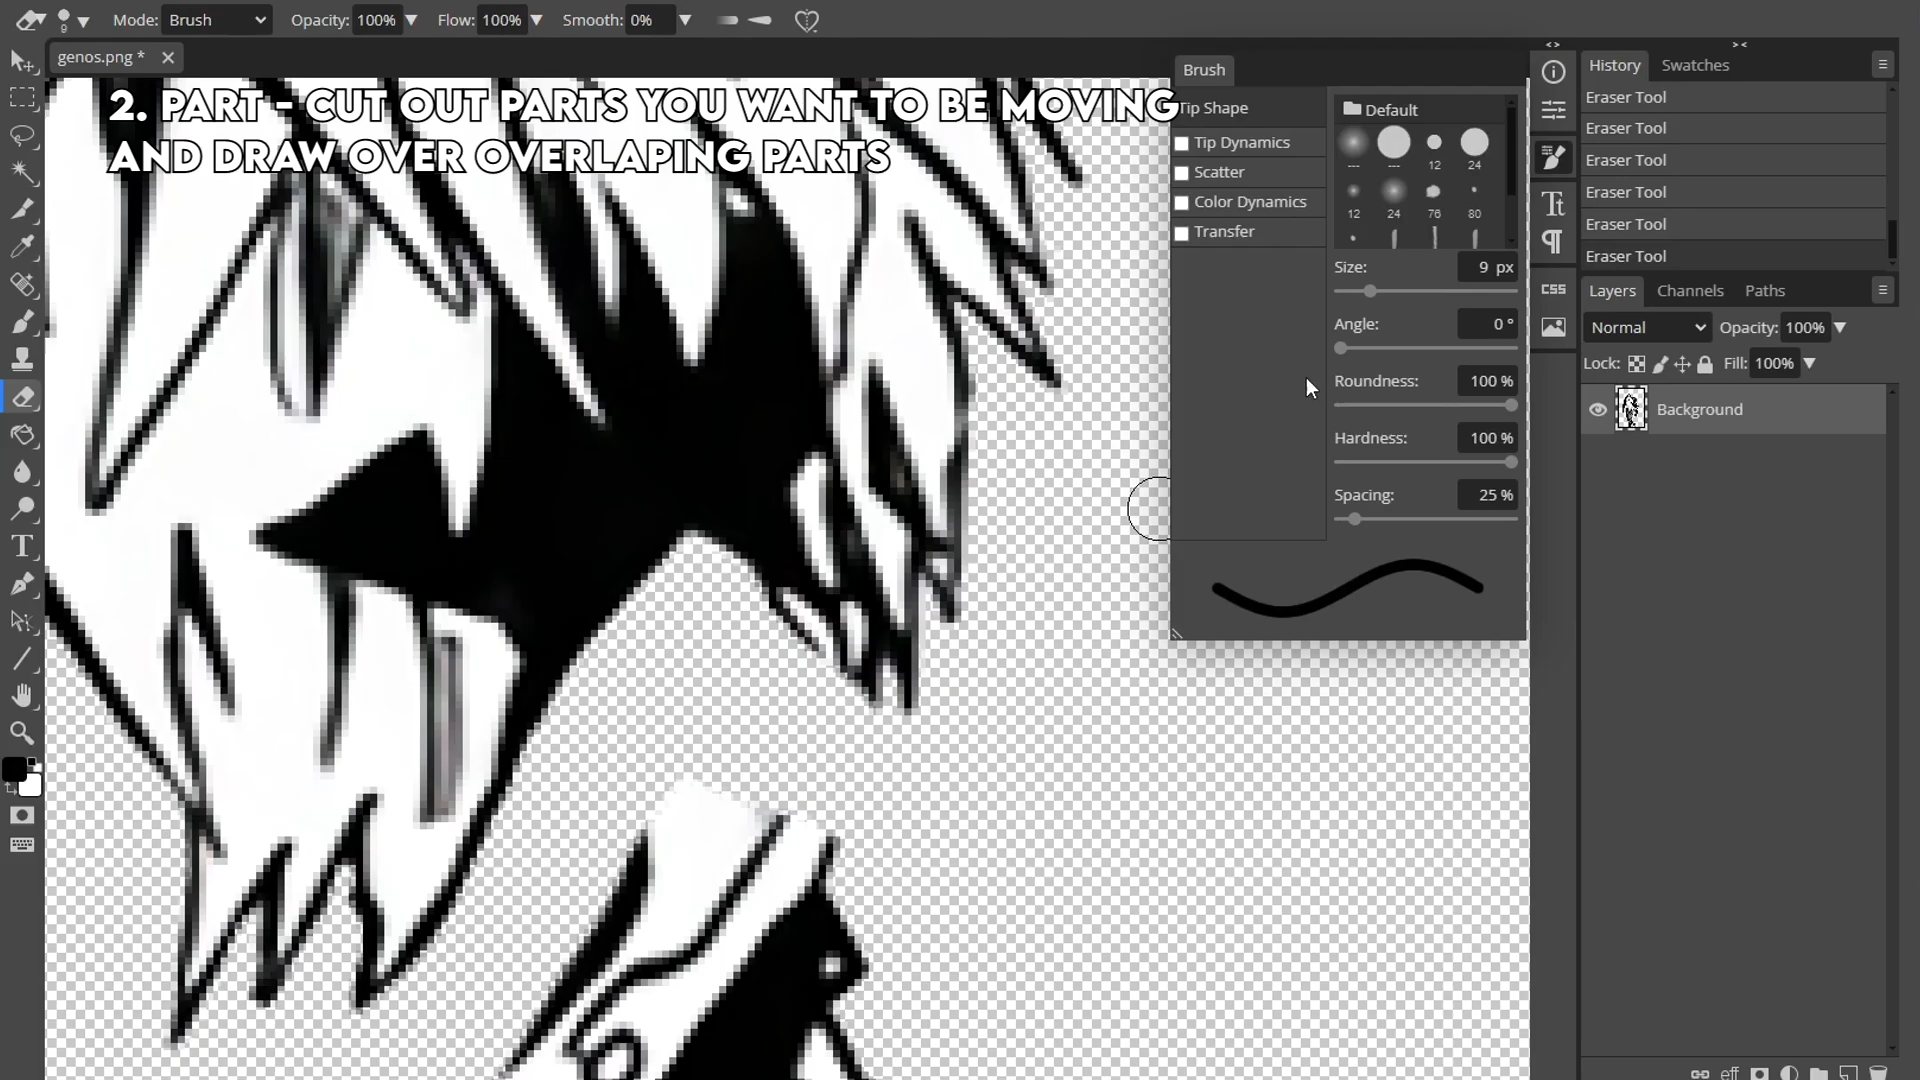 Mode: Brush Opacity: 100% Flow: 100% Smooth: 0%
9
genos.png *
2. PART - CUT OUT PARTS YOU WANT TO BE MOVING
AND DRAW OVER OVERLAPING PARTS
Brush
Tip Shape
Tip Dynamics
Scatter
Color Dynamics
Transfer
Default
--- --- 12 24
12 24 76 80
Size: 9 px
Angle: 0 °
Roundness: 100 %
Hardness: 100 %
Spacing: 25 %
CSS
History Swatches
Eraser Tool
Eraser Tool
Eraser Tool
Eraser Tool
Eraser Tool
Eraser Tool
Layers Channels Paths
Normal Opacity: 100%
Lock: Fill: 100%
Background
eff